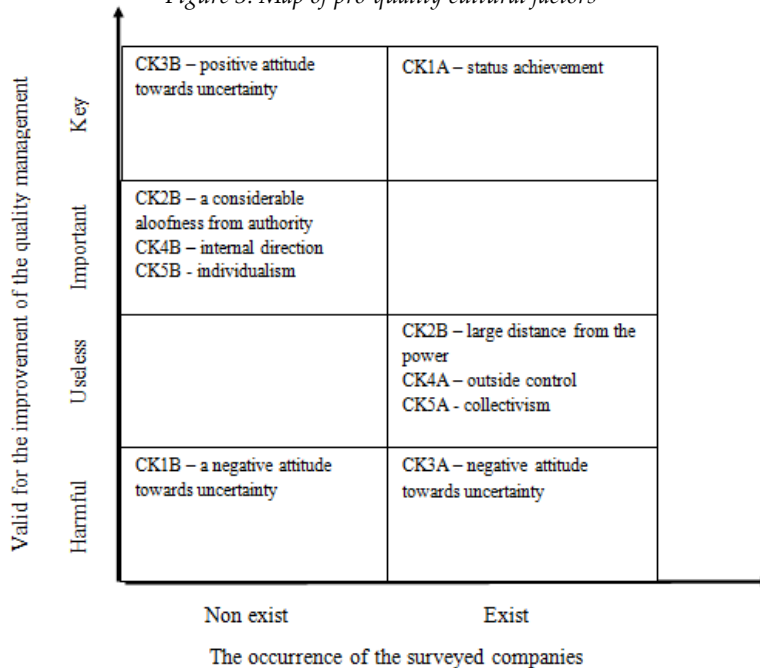 Figure 3. Map of pro-quality cultural factors
Valid for the improvement of the quality management
Key
CK3B – positive attitude
towards uncertainty
CK1A – status achievement
Important
CK2B – a considerable
aloofness from authority
CK4B – internal direction
CK5B - individualism
Useless
CK2B – large distance from the
power
CK4A – outside control
CK5A - collectivism
Harmful
CK1B – a negative attitude
towards uncertainty
CK3A – negative attitude
towards uncertainty
Non exist
Exist
The occurrence of the surveyed companies